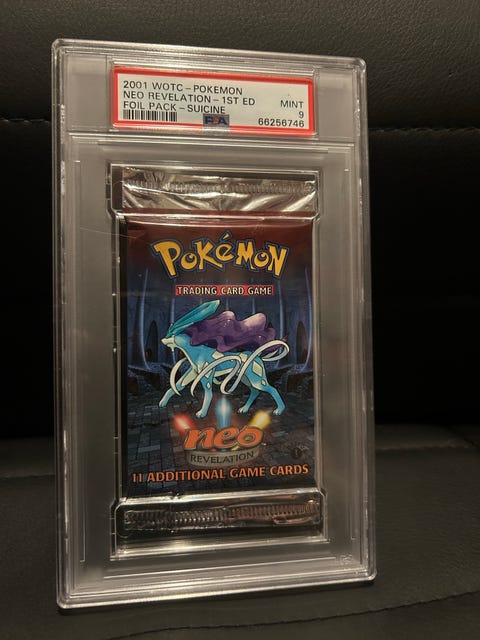 2001 WOTC-POKEMON
NEO REVELATION-1ST ED
MINT
FOIL PACK-SUICINE
9
PSA
66256746
POKéMON
TRADING CARD GAME
neo
REVELATION
1
11 ADDITIONAL GAME CARDS